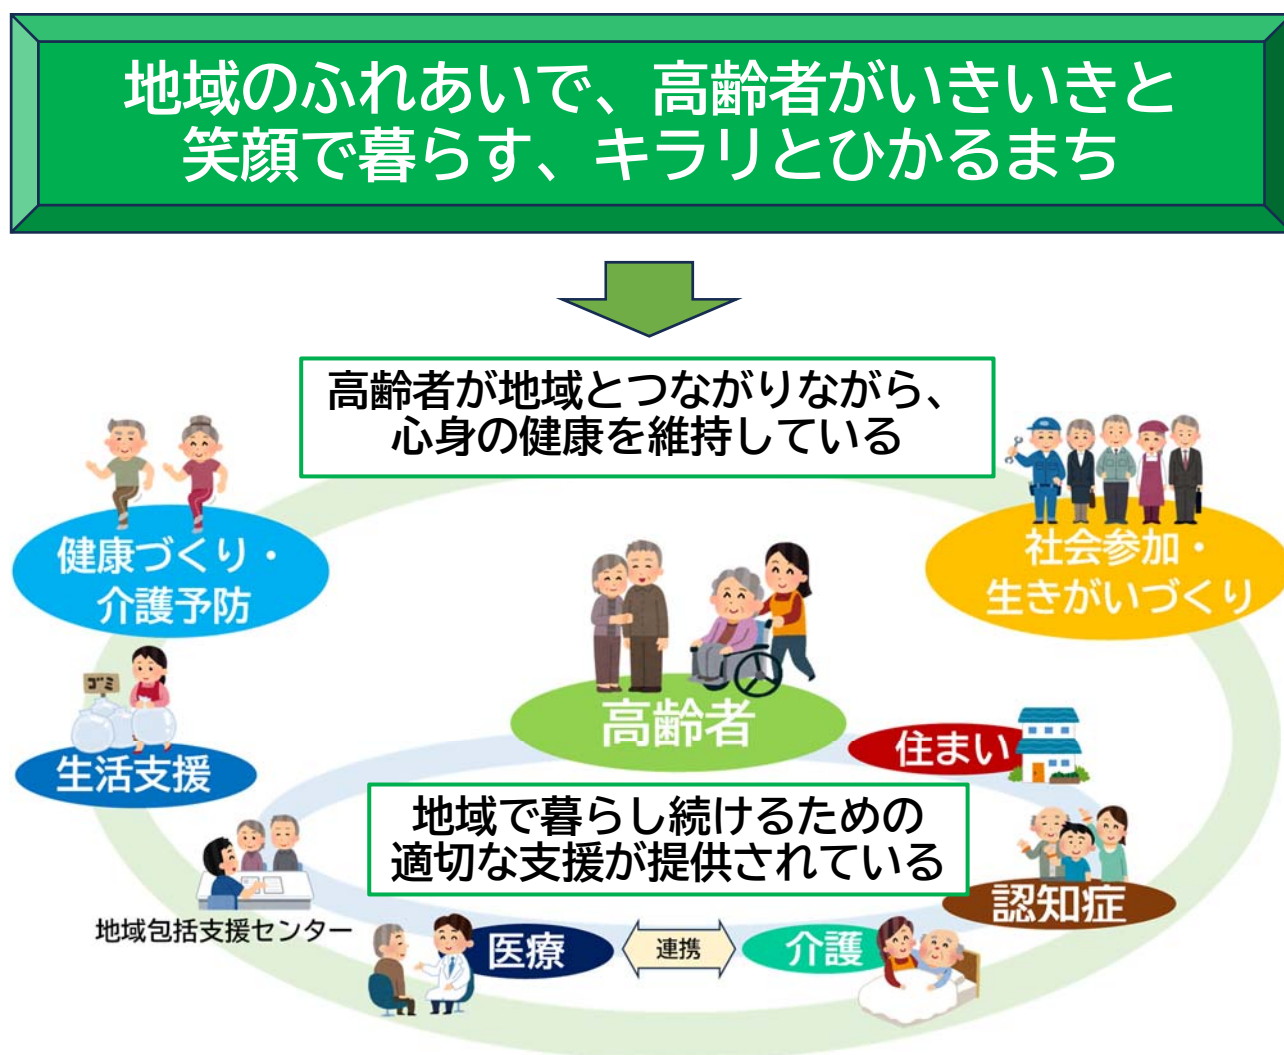 地域のふれあいで、高齢者がいきいきと
笑顔で暮らす、キラリとひかるまち
高齢者が地域とつながりながら、
心身の健康を維持している
健康づくり・
介護予防
社会参加・
生きがいづくり
ゴミ
生活支援
高齢者
住まい
地域で暮らし続けるための
適切な支援が提供されている
認知症
地域包括支援センター
医療
連携
介護